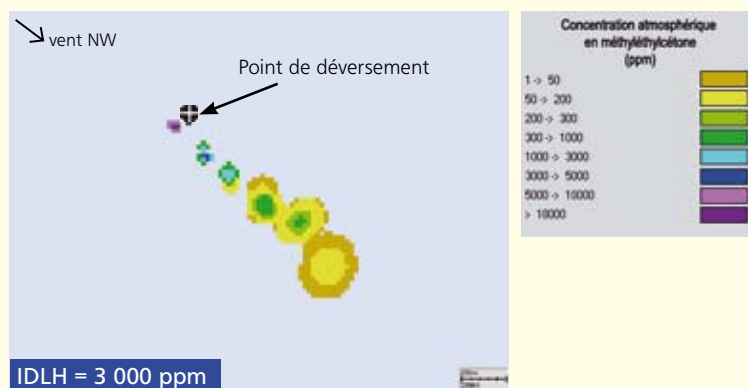 vent NW
Point de déversement
IDLH = 3 000 ppm
Concentration atmosphérique
en méthyléthylcétone
(ppm)
1 -> 50
50 -> 200
200 -> 300
300 -> 1000
1000 -> 3000
3000 -> 5000
5000 -> 10000
> 10000